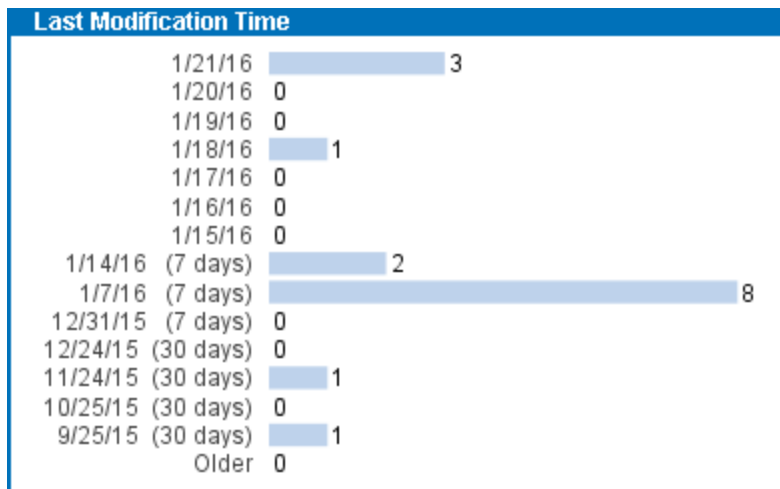 Last Modification Time
1/21/16 3
1/20/16 0
1/19/16 0
1/18/16 1
1/17/16 0
1/16/16 0
1/15/16 0
1/14/16 (7 days) 2
1/7/16 (7 days) 8
12/31/15 (7 days) 0
12/24/15 (30 days) 0
11/24/15 (30 days) 1
10/25/15 (30 days) 0
9/25/15 (30 days) 1
Older 0